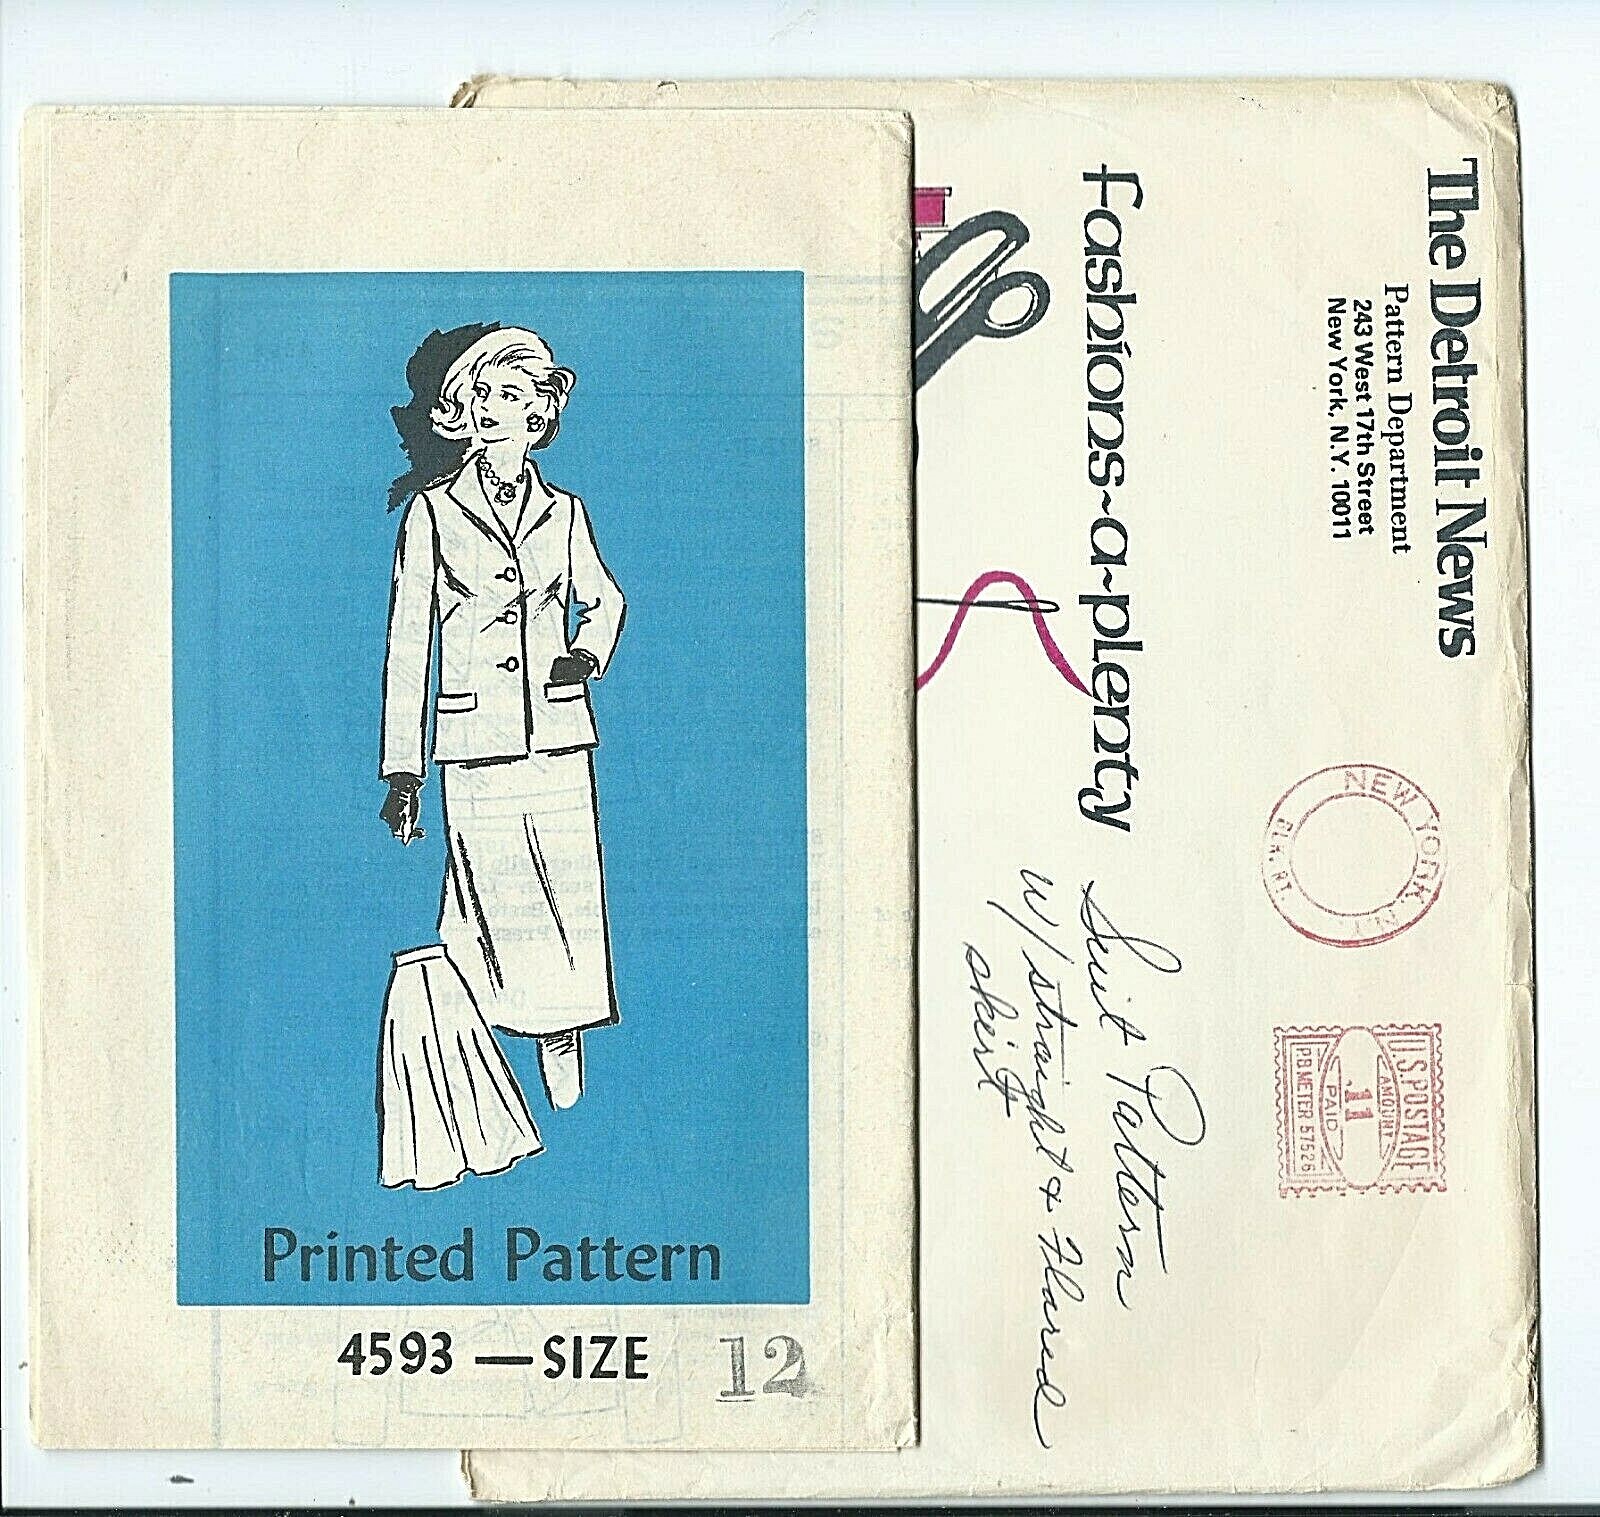 Printed Pattern
4593 — SIZE 12
The Detroit News
Pattern Department
243 West 17th Street
New York, N.Y. 10011
fashions~a~plenty
Suit Pattern
w/straight & Flared
skirt
NEW YORK, N.Y.
U.S. POSTAGE
AMOUNT
.11
PAID
P.B. METER 57526